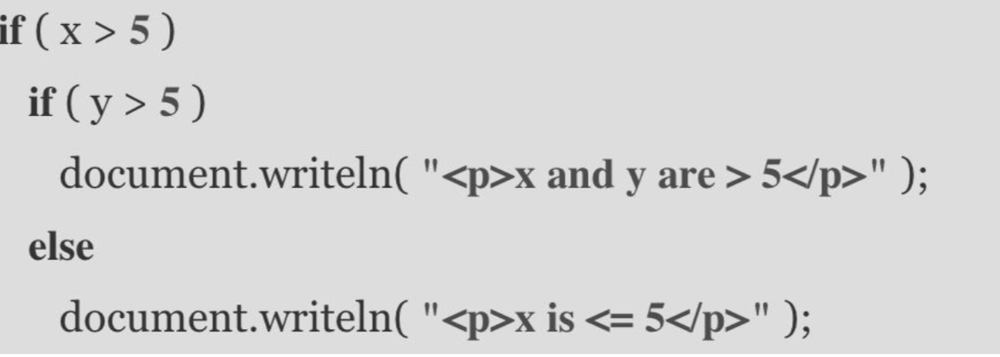 if ( x > 5 )
if ( y > 5 )
document.writeln( "<p>x and y are > 5</p>" );
else
document.writeln( "<p>x is <= 5</p>" );